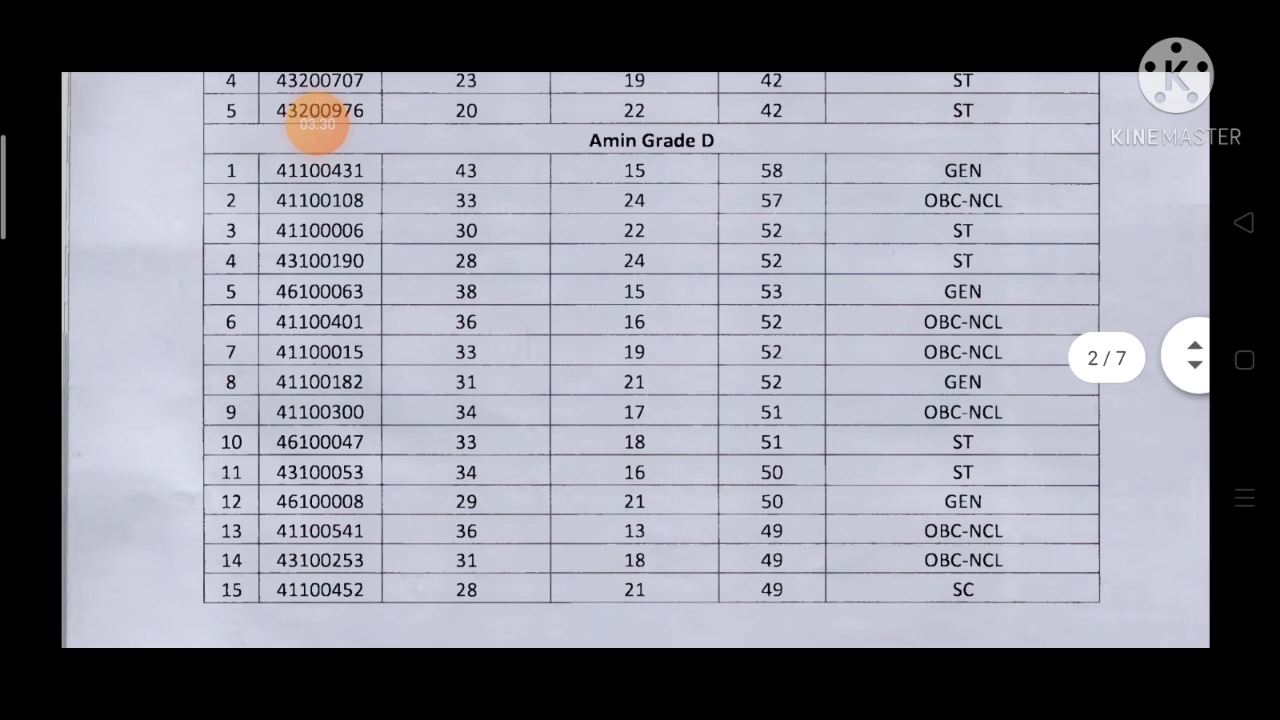 4 43200707 23 19 42 ST
5 43200976 20 22 42 ST
03:30
K
KINEMASTER
Amin Grade D
1 41100431 43 15 58 GEN
2 41100108 33 24 57 OBC-NCL
3 41100006 30 22 52 ST
4 43100190 28 24 52 ST
5 46100063 38 15 53 GEN
6 41100401 36 16 52 OBC-NCL
7 41100015 33 19 52 OBC-NCL
2 / 7
8 41100182 31 21 52 GEN
9 41100300 34 17 51 OBC-NCL
10 46100047 33 18 51 ST
11 43100053 34 16 50 ST
12 46100008 29 21 50 GEN
13 41100541 36 13 49 OBC-NCL
14 43100253 31 18 49 OBC-NCL
15 41100452 28 21 49 SC